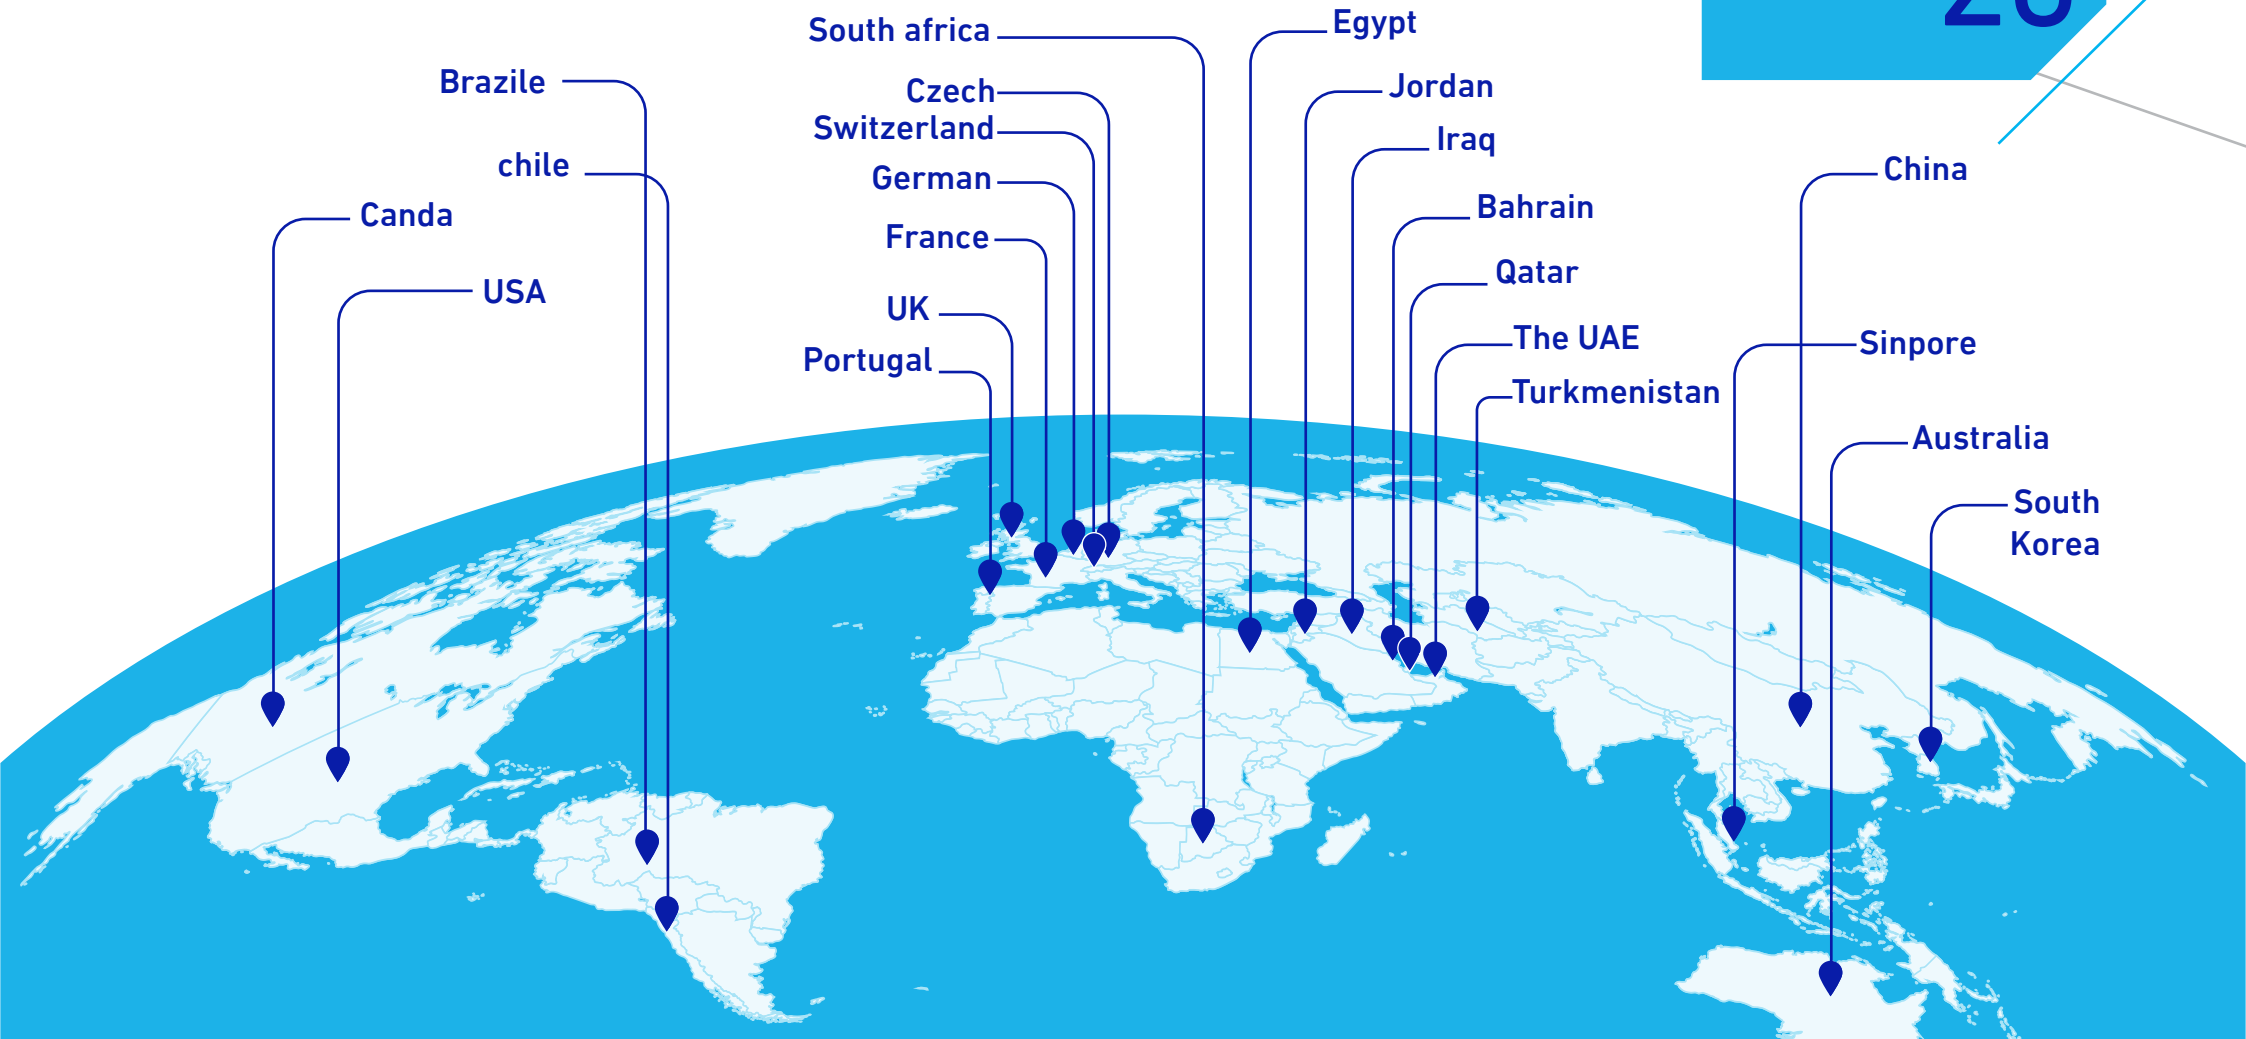 South africa
Egypt
Brazile
Czech
Jordan
Switzerland
Iraq
chile
German
China
Canda
France
Bahrain
USA
Qatar
UK
The UAE
Sinpore
Portugal
Turkmenistan
Australia
South
Korea